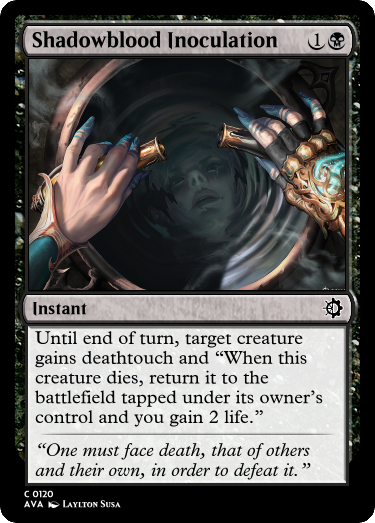 Shadowblood Inoculation 1
Instant
Until end of turn, target creature
gains deathtouch and “When this
creature dies, return it to the
battlefield tapped under its owner’s
control and you gain 2 life.”
“One must face death, that of others
and their own, in order to defeat it.”
C 0120
AVA Laylton Susa